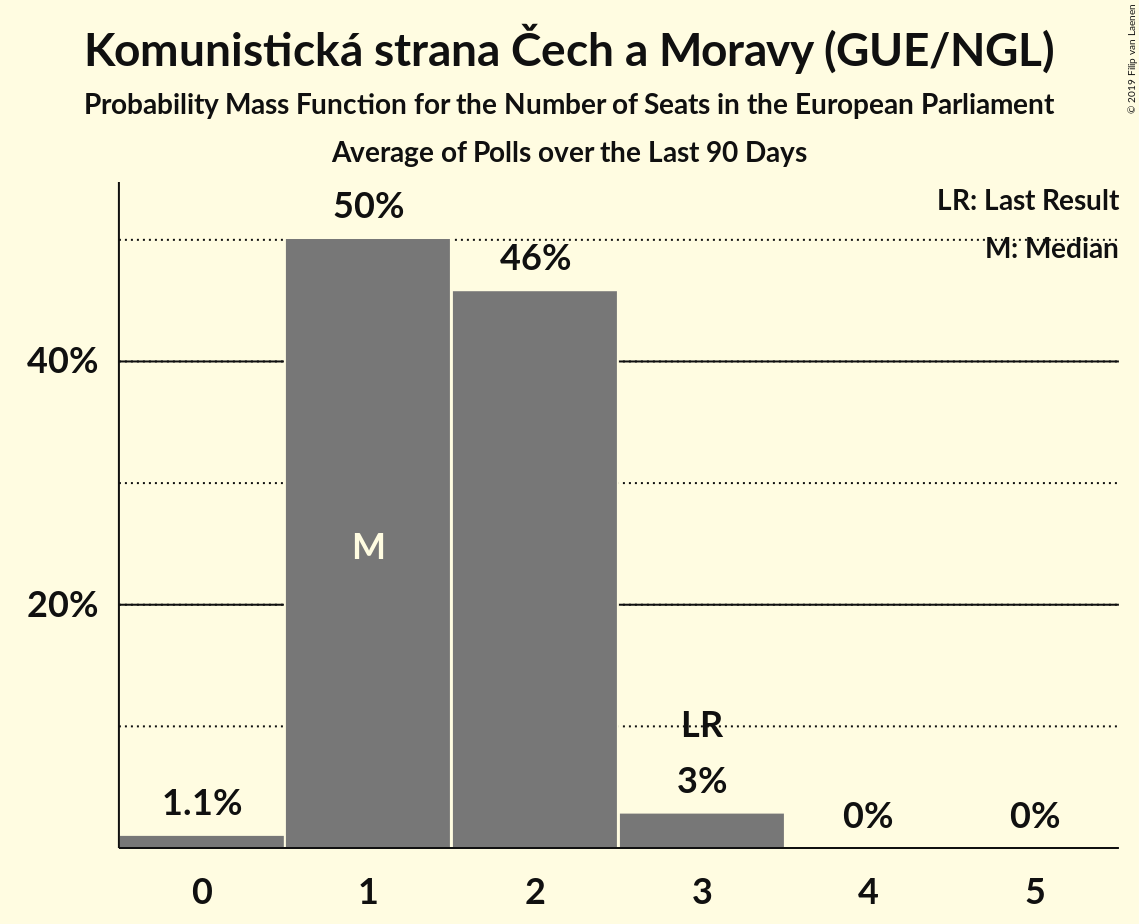 Komunistická strana Čech a Moravy (GUE/NGL)
Probability Mass Function for the Number of Seats in the European Parliament
Average of Polls over the Last 90 Days
© 2019 Filip van Laenen
LR: Last Result
M: Median
50%
46%
40%
M
20%
LR
3%
1.1%
0%
0%
0
1
2
3
4
5